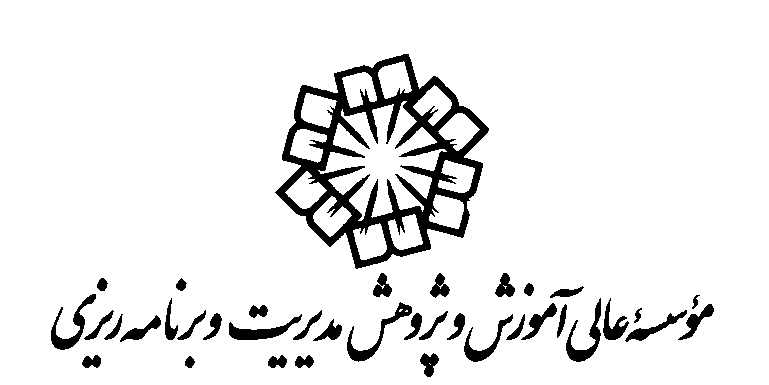 مؤسسهٔ عالی آموزش و پژوهش مدیریت و برنامه ریزی